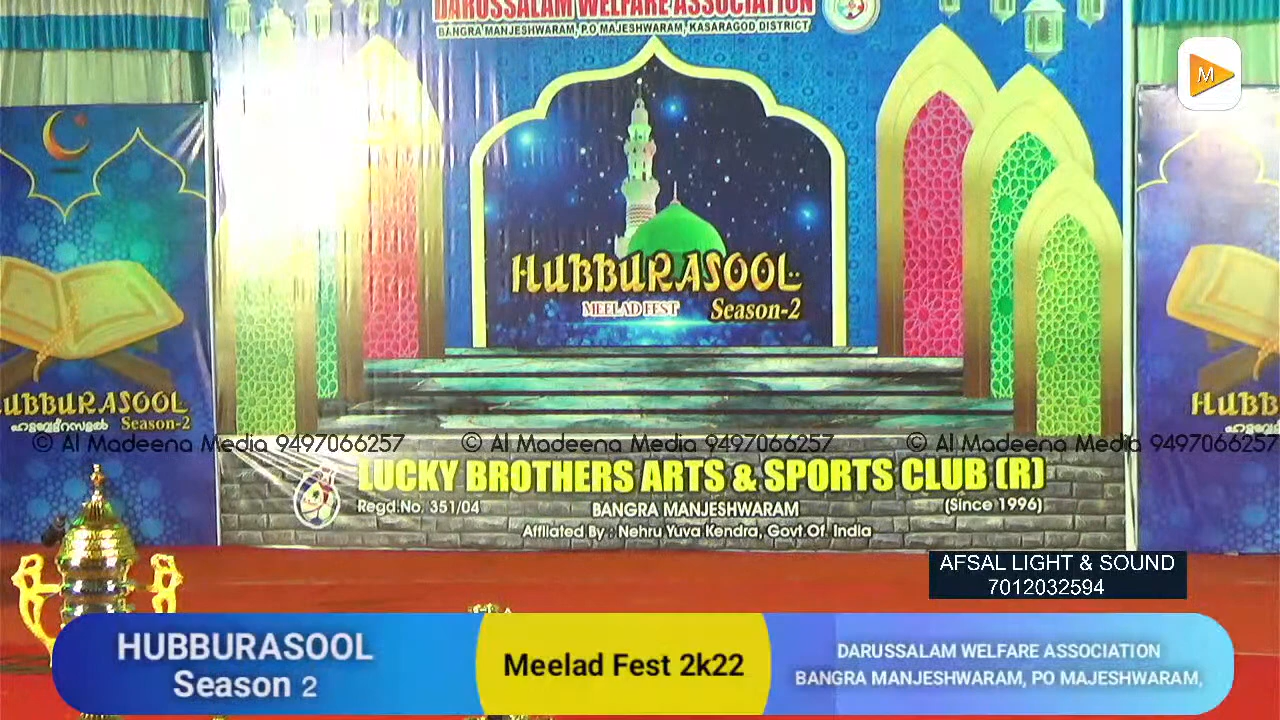 DARUSSALAM WELFARE ASSOCIATION
BANGRA MANJESHWARAM, P.O MAJESHWARAM, KASARAGOD DISTRICT
M
HUBBURASOOL
MEELAD FEST
Season-2
HUBBURASOOL
Season-2
HUBB
© Al Madeena Media 9497066257
© Al Madeena Media 9497066257
© Al Madeena Media 9497066257
LUCKY BROTHERS ARTS & SPORTS CLUB (R)
Regd.No. 351/04
BANGRA MANJESHWARAM
(Since 1996)
Affliated By : Nehru Yuva Kendra, Govt Of. India
AFSAL LIGHT & SOUND
7012032594
HUBBURASOOL
Season 2
Meelad Fest 2k22
DARUSSALAM WELFARE ASSOCIATION
BANGRA MANJESHWARAM, PO MAJESHWARAM,